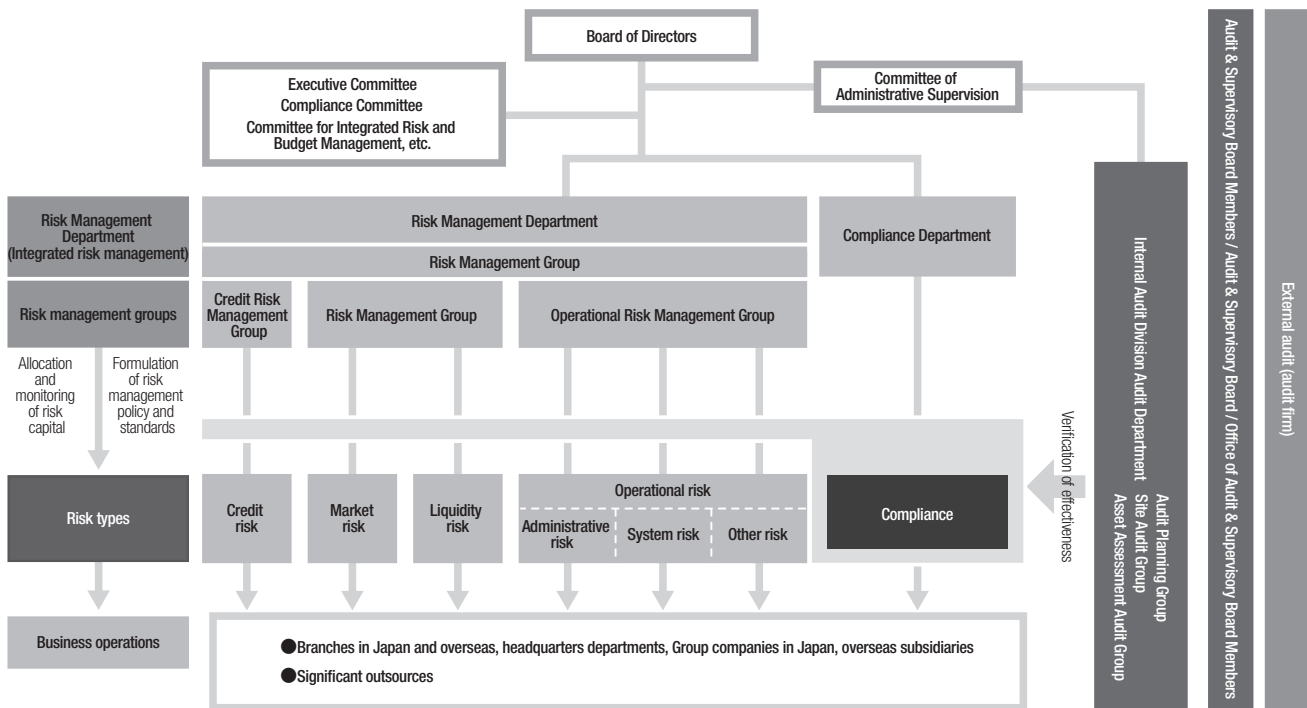 Board of Directors
Executive Committee
Compliance Committee
Committee for Integrated Risk and
Budget Management, etc.
Committee of
Administrative Supervision
Risk Management
Department
(Integrated risk management)
Risk Management Department
Compliance Department
Risk Management Group
Risk management groups
Credit Risk
Management
Group
Risk Management Group
Operational Risk Management Group
Allocation
and
monitoring
of risk
capital
Formulation
of risk
management
policy and
standards
Risk types
Credit
risk
Market
risk
Liquidity
risk
Operational risk
Administrative
risk
System risk
Other risk
Compliance
Verification of effectiveness
Business operations
●Branches in Japan and overseas, headquarters departments, Group companies in Japan, overseas subsidiaries
●Significant outsources
Internal Audit Division Audit Department
Audit Planning Group
Site Audit Group
Asset Assessment Audit Group
Audit & Supervisory Board Members / Audit & Supervisory Board / Office of Audit & Supervisory Board Members
External audit (audit firm)